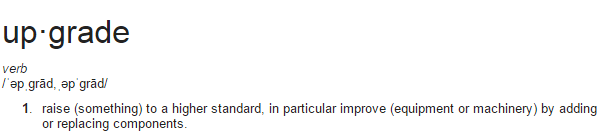 up·grade
verb
/ˈəpˌɡrād, ˌəpˈɡrād/
1. raise (something) to a higher standard, in particular improve (equipment or machinery) by adding
or replacing components.